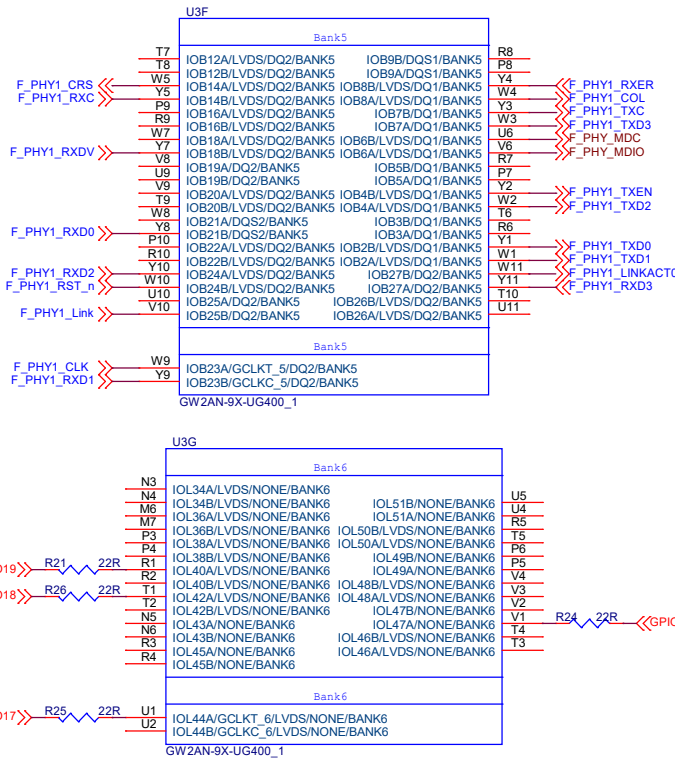 U3F
Bank5
T7 IOB12A/LVDS/DQ2/BANK5 IOB9B/DQS1/BANK5 R8
T8 IOB12B/LVDS/DQ2/BANK5 IOB9A/DQS1/BANK5 P8
F_PHY1_CRS W5 IOB14A/LVDS/DQ2/BANK5 IOB8B/LVDS/DQ1/BANK5 Y4 F_PHY1_RXER
F_PHY1_RXC Y5 IOB14B/LVDS/DQ2/BANK5 IOB8A/LVDS/DQ1/BANK5 W4 F_PHY1_COL
P9 IOB16A/LVDS/DQ2/BANK5 IOB7B/DQ1/BANK5 Y3 F_PHY1_TXC
R9 IOB16B/LVDS/DQ2/BANK5 IOB7A/DQ1/BANK5 W3 F_PHY1_TXD3
W7 IOB18A/LVDS/DQ2/BANK5 IOB6B/LVDS/DQ1/BANK5 U6 F_PHY_MDC
F_PHY1_RXDV Y7 IOB18B/LVDS/DQ2/BANK5 IOB6A/LVDS/DQ1/BANK5 V6 F_PHY_MDIO
V8 IOB19A/DQ2/BANK5 IOB5B/DQ1/BANK5 R7
U9 IOB19B/DQ2/BANK5 IOB5A/DQ1/BANK5 P7
V9 IOB20A/LVDS/DQ2/BANK5 IOB4B/LVDS/DQ1/BANK5 Y2 F_PHY1_TXEN
T9 IOB20B/LVDS/DQ2/BANK5 IOB4A/LVDS/DQ1/BANK5 W2 F_PHY1_TXD2
W8 IOB21A/DQS2/BANK5 IOB3B/DQ1/BANK5 T6
F_PHY1_RXD0 Y8 IOB21B/DQS2/BANK5 IOB3A/DQ1/BANK5 R6
P10 IOB22A/LVDS/DQ2/BANK5 IOB2B/LVDS/DQ1/BANK5 Y1 F_PHY1_TXD0
R10 IOB22B/LVDS/DQ2/BANK5 IOB2A/LVDS/DQ1/BANK5 W1 F_PHY1_TXD1
F_PHY1_RXD2 Y10 IOB24A/LVDS/DQ2/BANK5 IOB27B/DQ2/BANK5 W11 F_PHY1_LINKACT0
F_PHY1_RST_n W10 IOB24B/LVDS/DQ2/BANK5 IOB27A/DQ2/BANK5 Y11 F_PHY1_RXD3
U10 IOB25A/DQ2/BANK5 IOB26B/LVDS/DQ2/BANK5 T10
F_PHY1_Link V10 IOB25B/DQ2/BANK5 IOB26A/LVDS/DQ2/BANK5 U11
Bank5
F_PHY1_CLK W9 IOB23A/GCLKT_5/DQ2/BANK5
F_PHY1_RXD1 Y9 IOB23B/GCLKC_5/DQ2/BANK5
GW2AN-9X-UG400_1
U3G
Bank6
N3 IOL34A/LVDS/NONE/BANK6
N4 IOL34B/LVDS/NONE/BANK6 IOL51B/NONE/BANK6 U5
M6 IOL36A/LVDS/NONE/BANK6 IOL51A/NONE/BANK6 U4
M7 IOL36B/LVDS/NONE/BANK6 IOL50B/LVDS/NONE/BANK6 R5
P3 IOL38A/LVDS/NONE/BANK6 IOL50A/LVDS/NONE/BANK6 T5
P4 IOL38B/LVDS/NONE/BANK6 IOL49B/NONE/BANK6 P6
19 R21 22R R1 IOL40A/LVDS/NONE/BANK6 IOL49A/NONE/BANK6 P5
R2 IOL40B/LVDS/NONE/BANK6 IOL48B/LVDS/NONE/BANK6 V4
18 R26 22R T1 IOL42A/LVDS/NONE/BANK6 IOL48A/LVDS/NONE/BANK6 V3
T2 IOL42B/LVDS/NONE/BANK6 IOL47B/NONE/BANK6 V2
N5 IOL43A/NONE/BANK6 IOL47A/NONE/BANK6 V1 R24 22R GPIO
N6 IOL43B/NONE/BANK6 IOL46B/LVDS/NONE/BANK6 T4
R3 IOL45A/NONE/BANK6 IOL46A/LVDS/NONE/BANK6 T3
R4 IOL45B/NONE/BANK6
Bank6
17 R25 22R U1 IOL44A/GCLKT_6/LVDS/NONE/BANK6
U2 IOL44B/GCLKC_6/LVDS/NONE/BANK6
GW2AN-9X-UG400_1